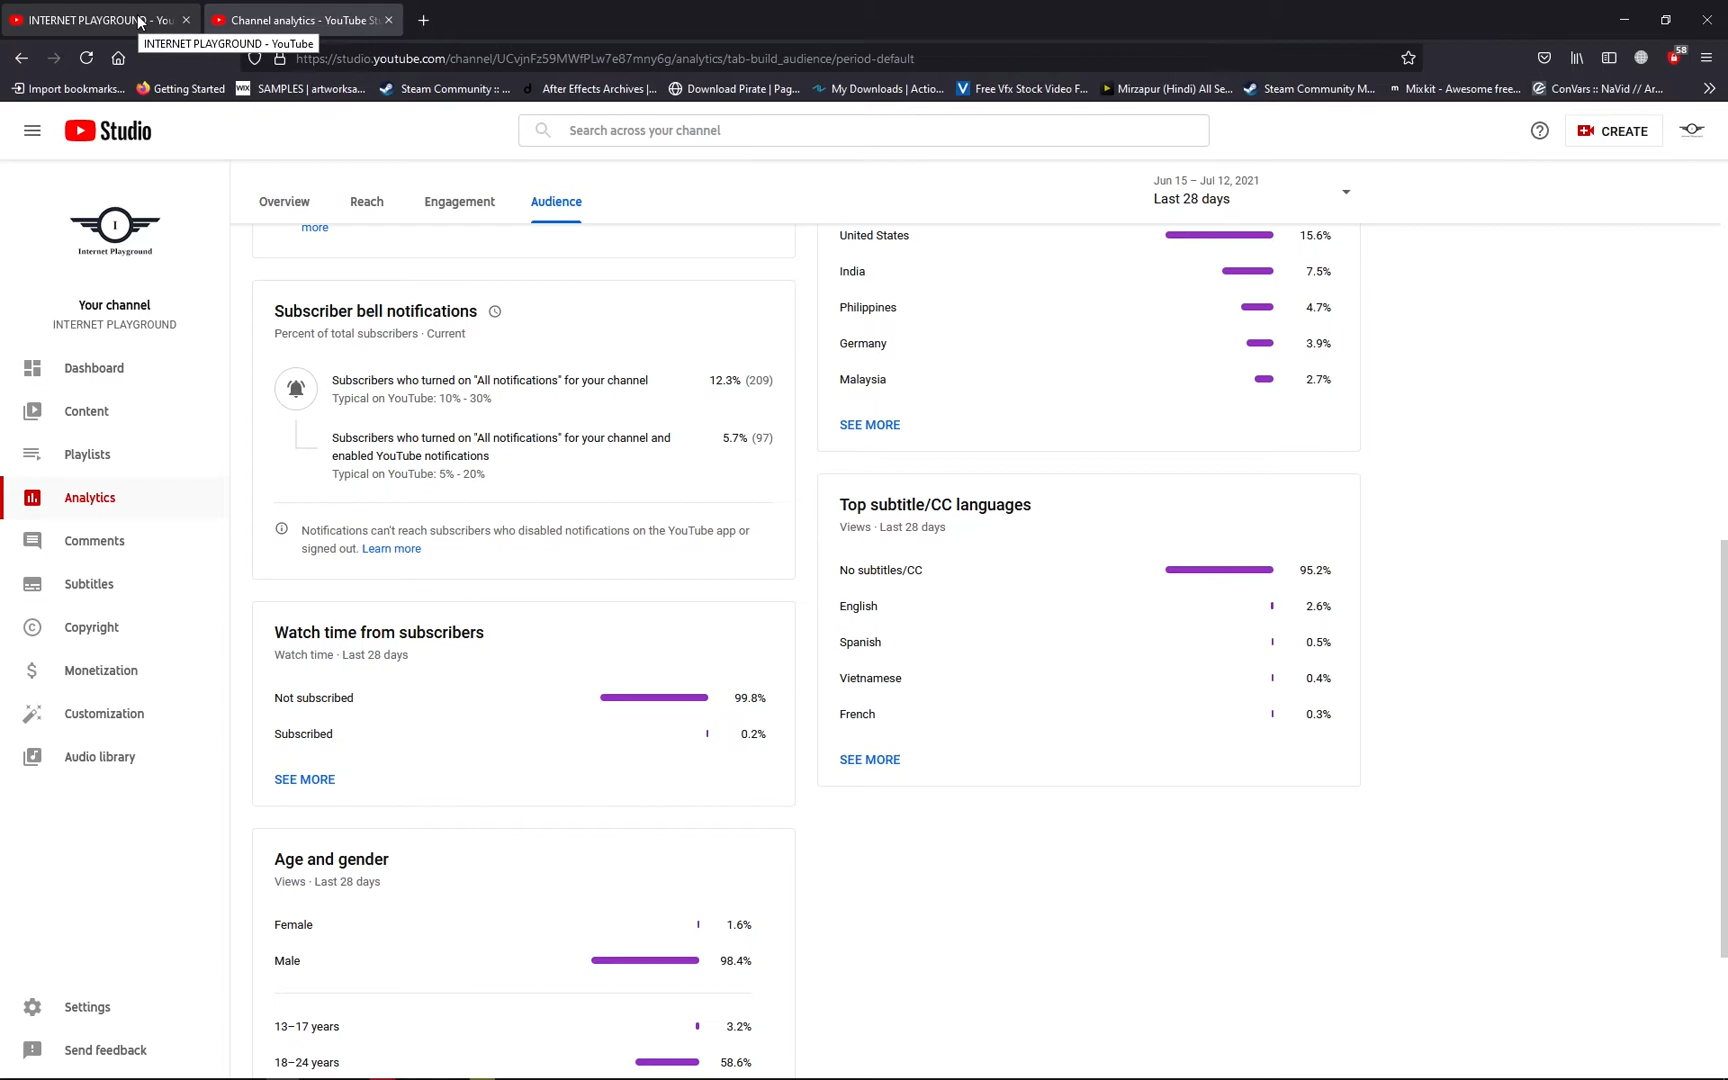 INTERNET PLAYGROUND - You
Channel analytics - YouTube St
INTERNET PLAYGROUND - YouTube
https://studio.youtube.com/channel/UCvjnFz59MWfPLw7e87mny6g/analytics/tab-build_audience/period-default
58
Import bookmarks...
Getting Started
WIX SAMPLES | artworksa...
Steam Community :: ...
d After Effects Archives |...
Download Pirate | Pag...
My Downloads | Actio...
V Free Vfx Stock Video F...
Mirzapur (Hindi) All Se...
Steam Community M...
m Mixkit - Awesome free...
ConVars :: NaVid // Ar...
Studio
Search across your channel
CREATE
I
Internet Playground
Your channel
INTERNET PLAYGROUND
Dashboard
Content
Playlists
Analytics
Comments
Subtitles
Copyright
Monetization
Customization
Audio library
Settings
Send feedback
Overview
Reach
Engagement
Audience
Jun 15 – Jul 12, 2021
Last 28 days
more
Subscriber bell notifications
Percent of total subscribers · Current
Subscribers who turned on "All notifications" for your channel 12.3% (209)
Typical on YouTube: 10% - 30%
Subscribers who turned on "All notifications" for your channel and 5.7% (97)
enabled YouTube notifications
Typical on YouTube: 5% - 20%
Notifications can't reach subscribers who disabled notifications on the YouTube app or
signed out. Learn more
Watch time from subscribers
Watch time · Last 28 days
Not subscribed 99.8%
Subscribed 0.2%
SEE MORE
Age and gender
Views · Last 28 days
Female 1.6%
Male 98.4%
13–17 years 3.2%
18–24 years 58.6%
United States 15.6%
India 7.5%
Philippines 4.7%
Germany 3.9%
Malaysia 2.7%
SEE MORE
Top subtitle/CC languages
Views · Last 28 days
No subtitles/CC 95.2%
English 2.6%
Spanish 0.5%
Vietnamese 0.4%
French 0.3%
SEE MORE